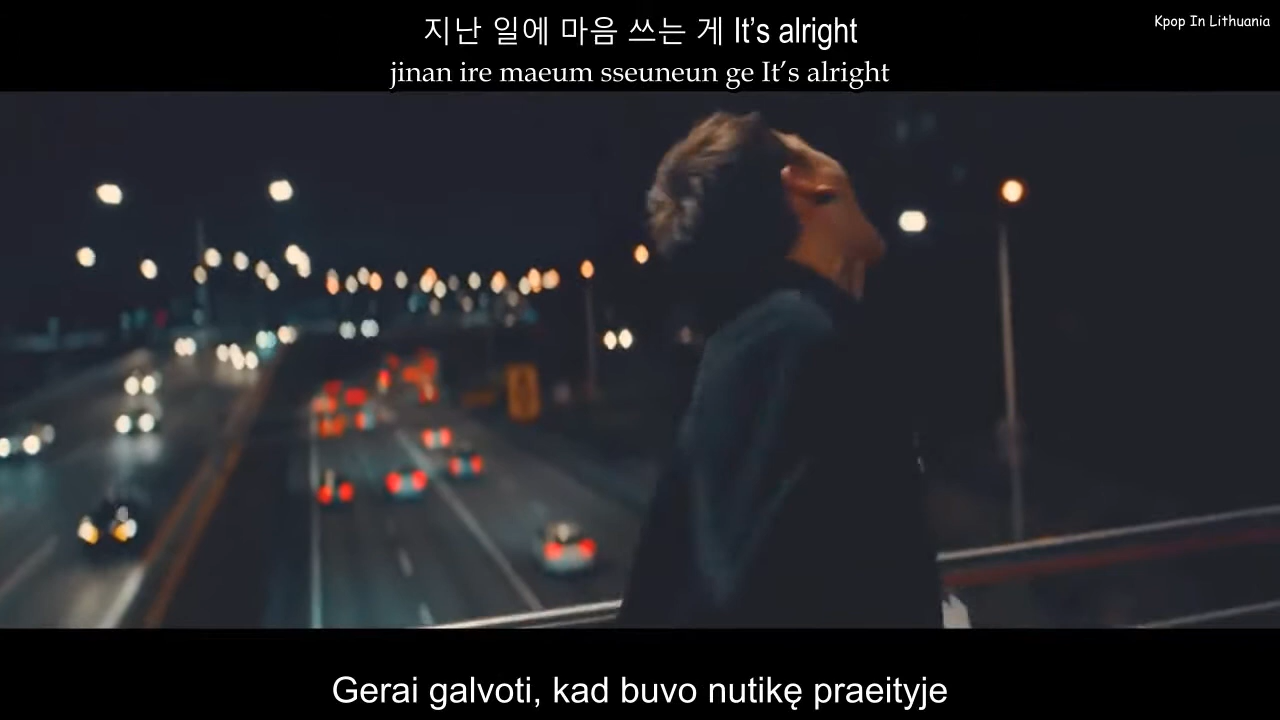 지난 일에 마음 쓰는 게 It’s alright
Kpop In Lithuania
jinan ire maeum sseuneun ge It’s alright
Gerai galvoti, kad buvo nutikę praeityje